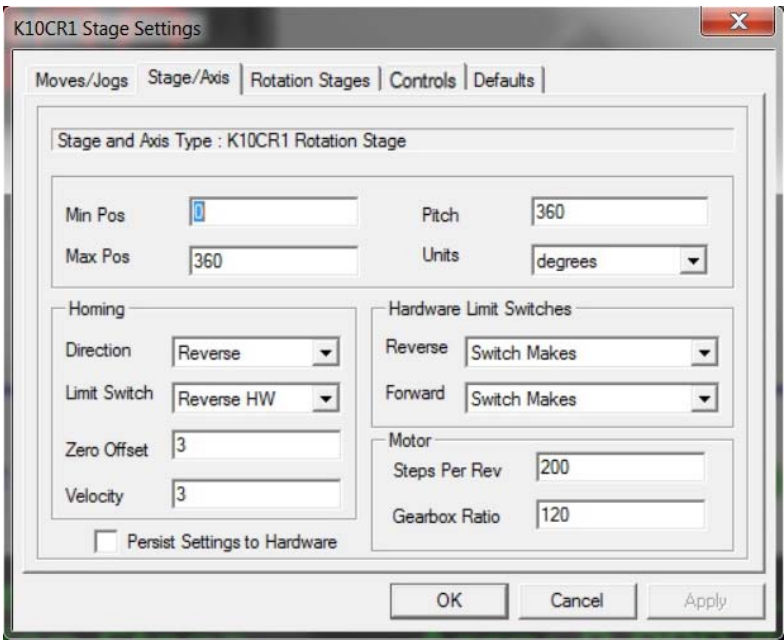 K10CR1 Stage Settings
X
Moves/Jogs Stage/Axis Rotation Stages Controls Defaults
Stage and Axis Type : K10CR1 Rotation Stage
Min Pos 0 Pitch 360
Max Pos 360 Units degrees
Homing
Direction Reverse
Limit Switch Reverse HW
Zero Offset 3
Velocity 3
Persist Settings to Hardware
Hardware Limit Switches
Reverse Switch Makes
Forward Switch Makes
Motor
Steps Per Rev 200
Gearbox Ratio 120
OK Cancel Apply